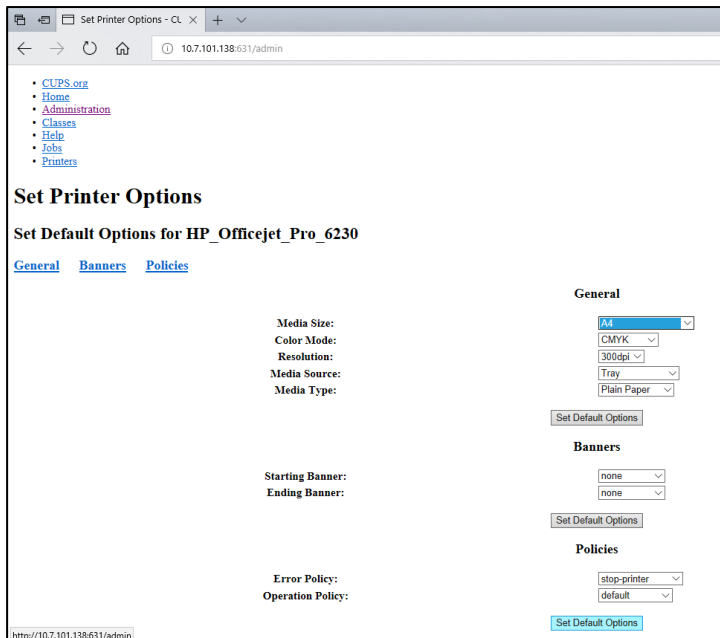 Set Printer Options - CU
10.7.101.138:631/admin
CUPS.org
Home
Administration
Classes
Help
Jobs
Printers
Set Printer Options
Set Default Options for HP_Officejet_Pro_6230
General Banners Policies
General
Media Size: A4
Color Mode: CMYK
Resolution: 300dpi
Media Source: Tray
Media Type: Plain Paper
Set Default Options
Banners
Starting Banner: none
Ending Banner: none
Set Default Options
Policies
Error Policy: stop-printer
Operation Policy: default
Set Default Options
http://10.7.101.138:631/admin